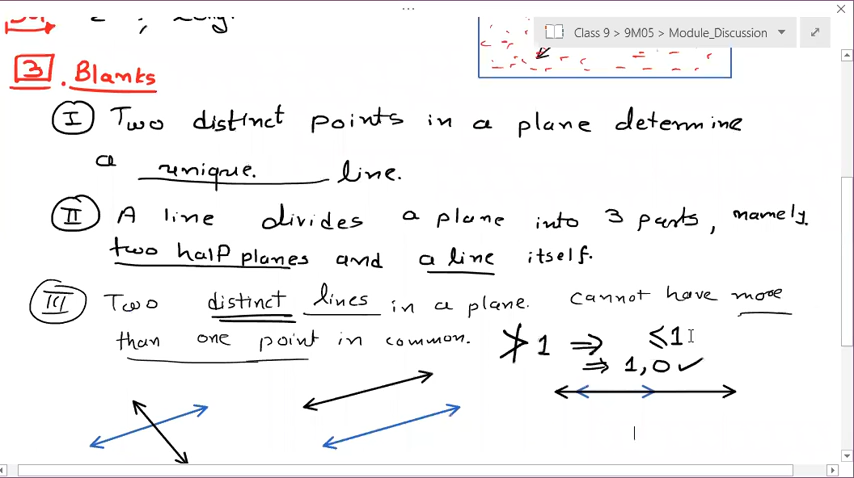 Class 9 > 9M05 > Module_Discussion
3 . Blanks
I Two distinct points in a plane determine
a unique. line.
II A line divides a plane into 3 parts, namely
two half planes and a line itself.
III Two distinct lines in a plane. cannot have more
than one point in common. ≯ 1 ⇒ ≤1
⇒ 1, 0 ✓